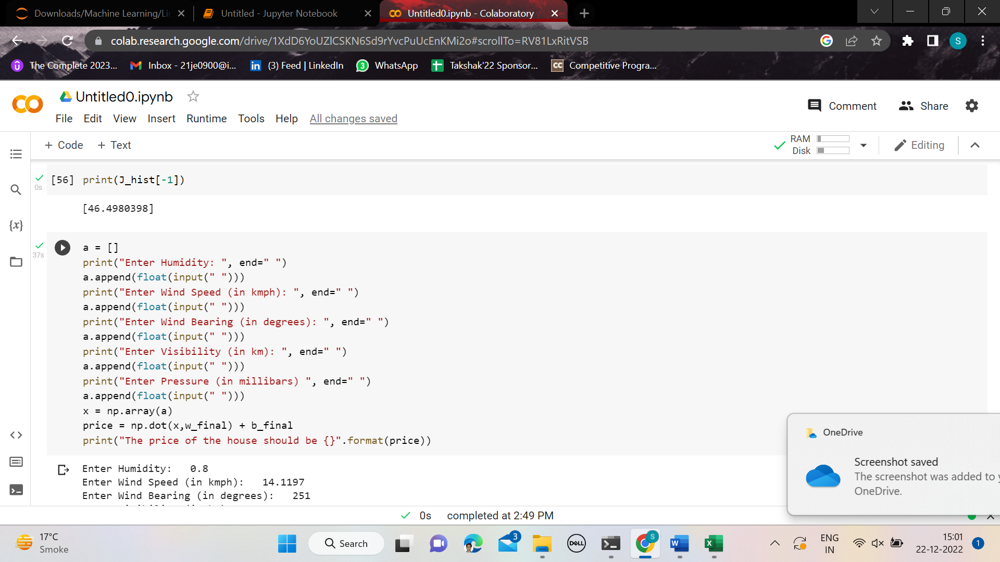 Downloads/Machine Learning/Li
Untitled - Jupyter Notebook
Untitled0.ipynb - Colaboratory
colab.research.google.com/drive/1XdD6YoUZlCSKN6Sd9rYvcPuUcEnKMi2o#scrollTo=RV81LxRitVSB
S
The Complete 2023...
Inbox - 21je0900@i...
(3) Feed | LinkedIn
WhatsApp
Takshak'22 Sponsor...
Competitive Progra...
Untitled0.ipynb
Comment
Share
File Edit View Insert Runtime Tools Help All changes saved
+ Code + Text
RAM
Disk
Editing
[56] print(J_hist[-1])
0s
[46.4980398]
37s
a = []
print("Enter Humidity: ", end=" ")
a.append(float(input(" ")))
print("Enter Wind Speed (in kmph): ", end=" ")
a.append(float(input(" ")))
print("Enter Wind Bearing (in degrees): ", end=" ")
a.append(float(input(" ")))
print("Enter Visibility (in km): ", end=" ")
a.append(float(input(" ")))
print("Enter Pressure (in millibars) ", end=" ")
a.append(float(input(" ")))
x = np.array(a)
price = np.dot(x,w_final) + b_final
print("The price of the house should be {}".format(price))
Enter Humidity: 0.8
Enter Wind Speed (in kmph): 14.1197
Enter Wind Bearing (in degrees): 251
OneDrive
Screenshot saved
The screenshot was added to y
OneDrive.
0s completed at 2:49 PM
17°C
Smoke
Search
3
DELL
S
W
X
ENG
IN
15:01
22-12-2022
1